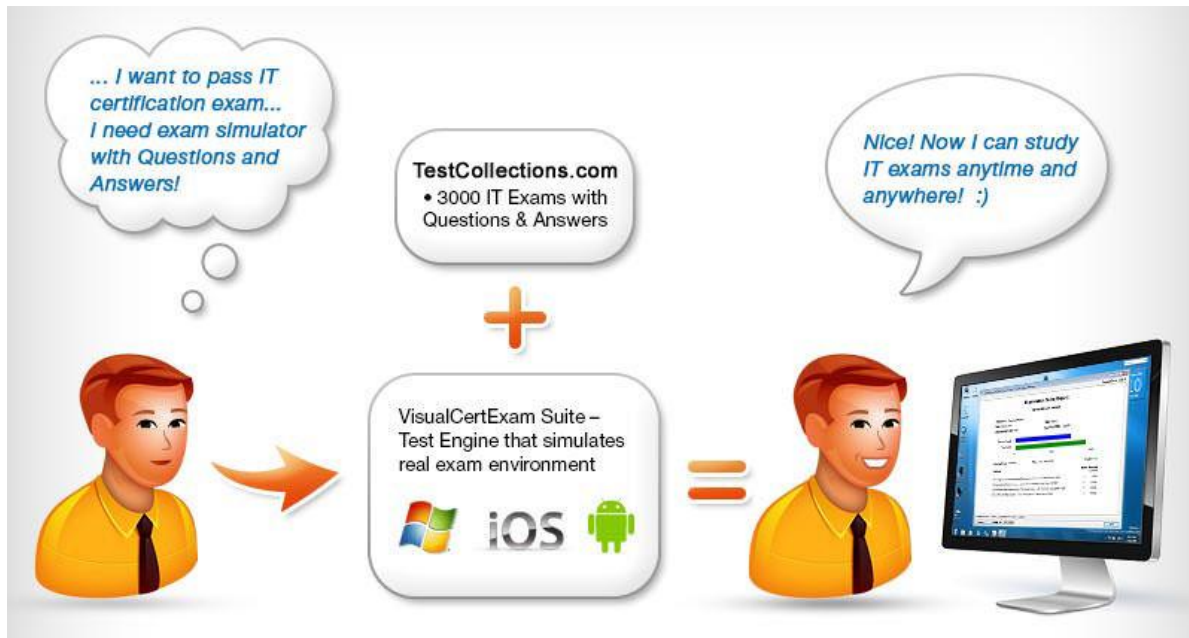 ... I want to pass IT
certification exam...
I need exam simulator
with Questions and
Answers!
TestCollections.com
• 3000 IT Exams with
Questions & Answers
VisualCertExam Suite –
Test Engine that simulates
real exam environment
iOS
Nice! Now I can study
IT exams anytime and
anywhere! :)